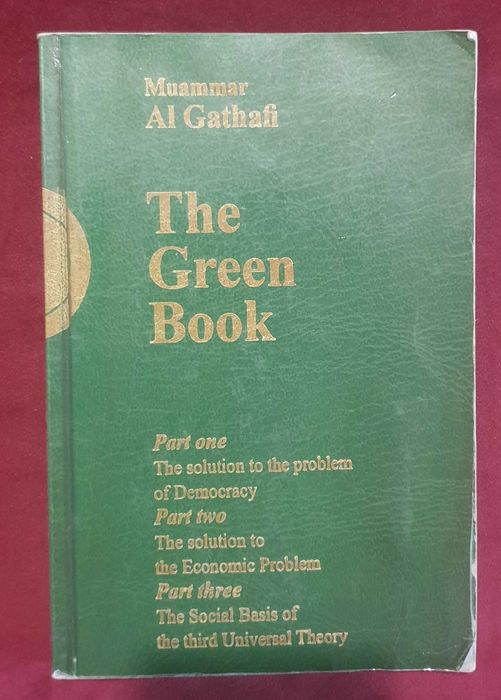 Muammar
Al Gathafi
The
Green
Book
Part one
The solution to the problem
of Democracy
Part two
The solution to
the Economic Problem
Part three
The Social Basis of
the third Universal Theory